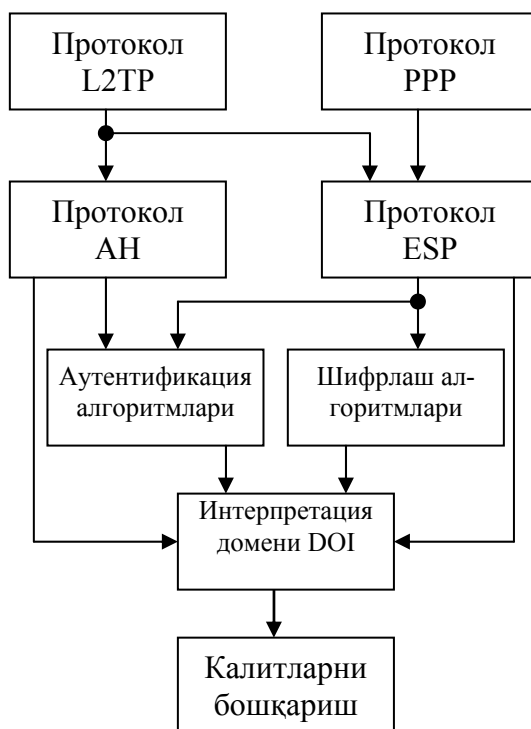 Протокол
L2TP
Протокол
PPP
Протокол
AH
Протокол
ESP
Аутентификация
алгоритмлари
Шифрлаш ал-
горитмлари
Интерпретация
домени DOI
Калитларни
бошқариш